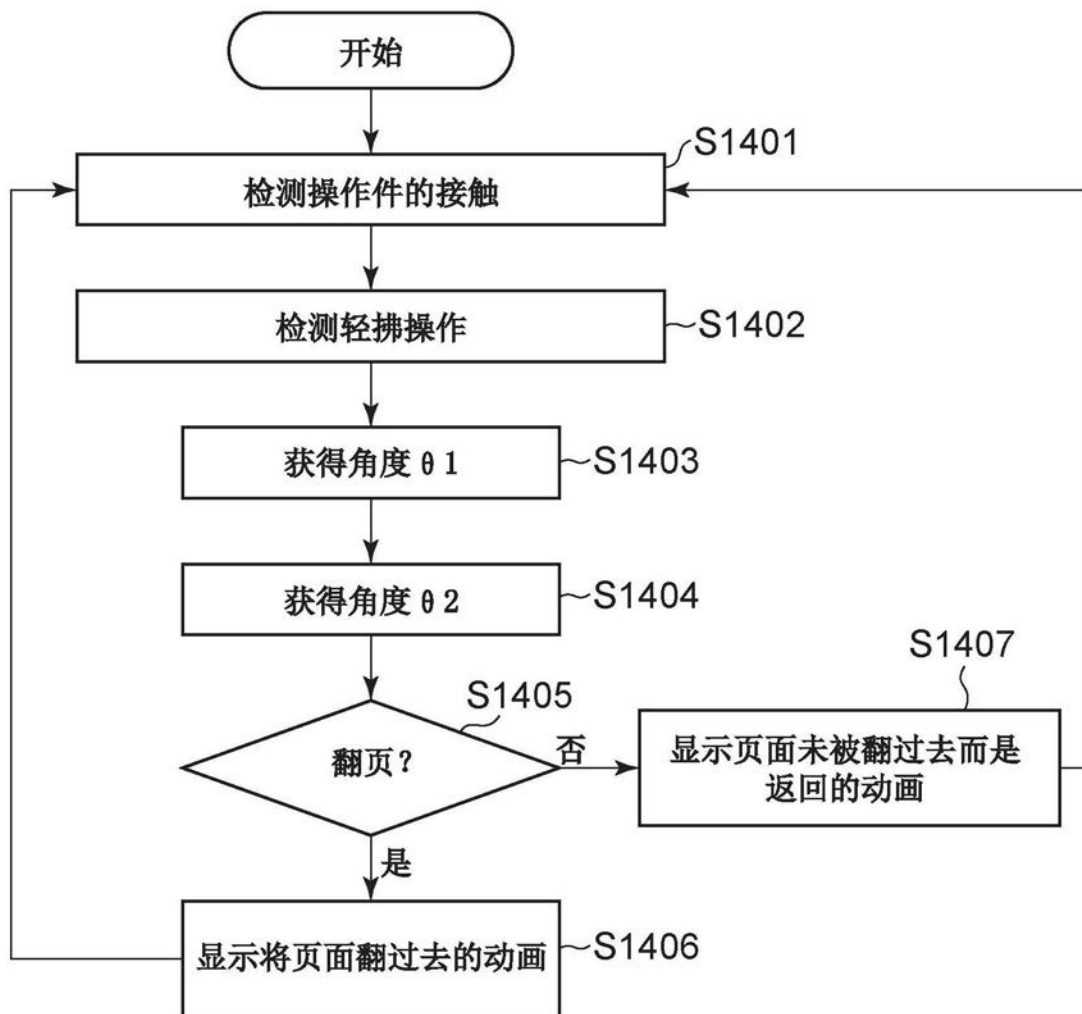 开始
S1401
检测操作件的接触
S1402
检测轻拂操作
S1403
获得角度θ1
S1404
获得角度θ2
S1405
翻页？
否
S1407
显示页面未被翻过去而是
返回的动画
是
S1406
显示将页面翻过去的动画